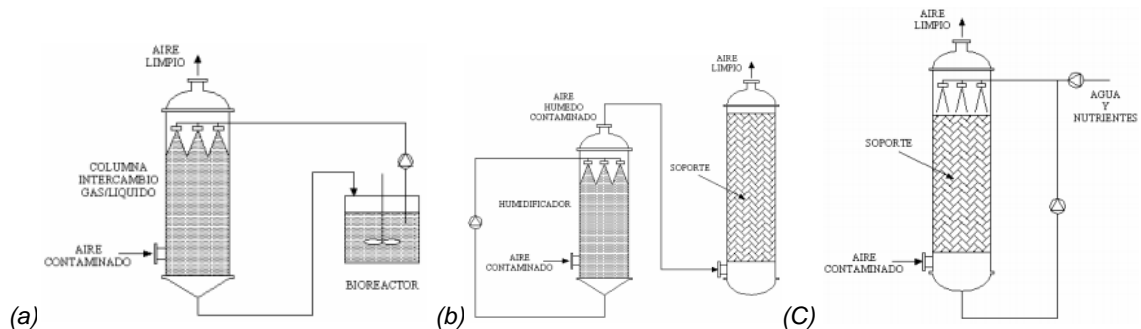 AIRE
LIMPIO
COLUMNA
INTERCAMBIO
GAS/LIQUIDO
AIRE
CONTAMINADO
BIOREACTOR
(a)
AIRE
HUMEDO
CONTAMINADO
HUMIDIFICADOR
AIRE
CONTAMINADO
AIRE
LIMPIO
SOPORTE
(b)
AIRE
LIMPIO
AGUA
Y
NUTRIENTES
SOPORTE
AIRE
CONTAMINADO
(C)